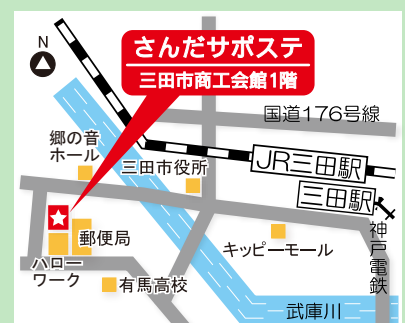 N
さんだサポステ
三田市商工会館1階
国道176号線
郷の音
ホール
三田市役所
JR三田駅
三田駅
神戸電鉄
郵便局
キッピーモール
ハロー
ワーク
有馬高校
武庫川